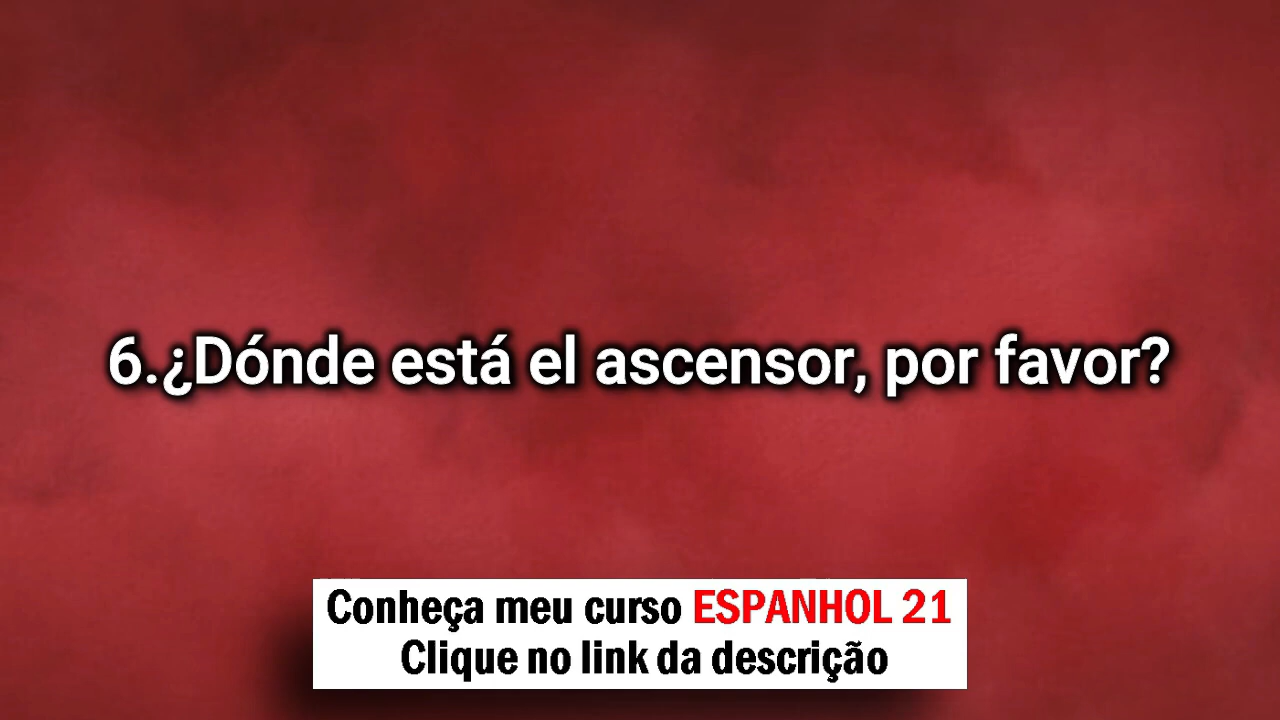 6.¿Dónde está el ascensor, por favor?
Conheça meu curso ESPANHOL 21
Clique no link da descrição